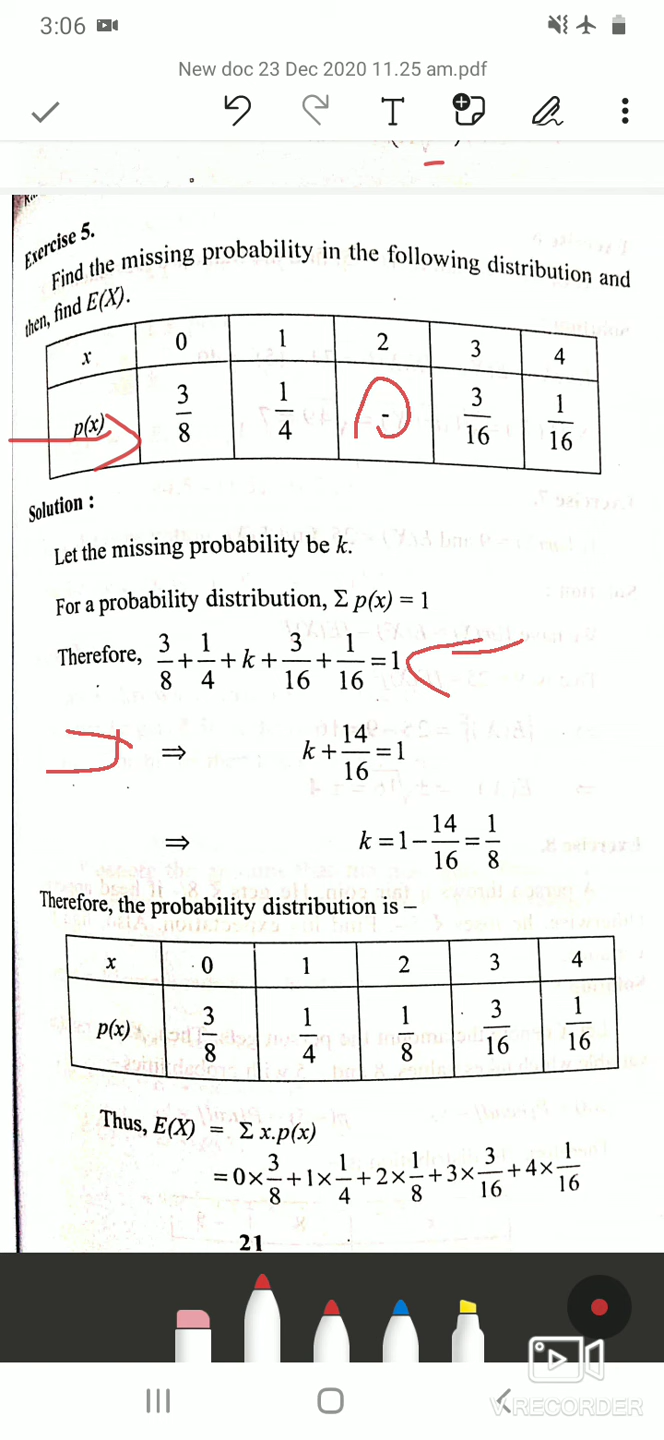 3:06
New doc 23 Dec 2020 11.25 am.pdf
T
Exercise 5.
Find the missing probability in the following distribution and
then, find E(X).
x 0 1 2 3 4
p(x) 3/8 1/4 - 3/16 1/16
Solution :
Let the missing probability be k.
For a probability distribution, Σ p(x) = 1
Therefore, 3/8 + 1/4 + k + 3/16 + 1/16 = 1
⇒ k + 14/16 = 1
⇒ k = 1 – 14/16 = 1/8
Therefore, the probability distribution is –
x 0 1 2 3 4
p(x) 3/8 1/4 1/8 3/16 1/16
Thus, E(X) = Σ x.p(x)
= 0 × 3/8 + 1 × 1/4 + 2 × 1/8 + 3 × 3/16 + 4 × 1/16
21
V RECORDER